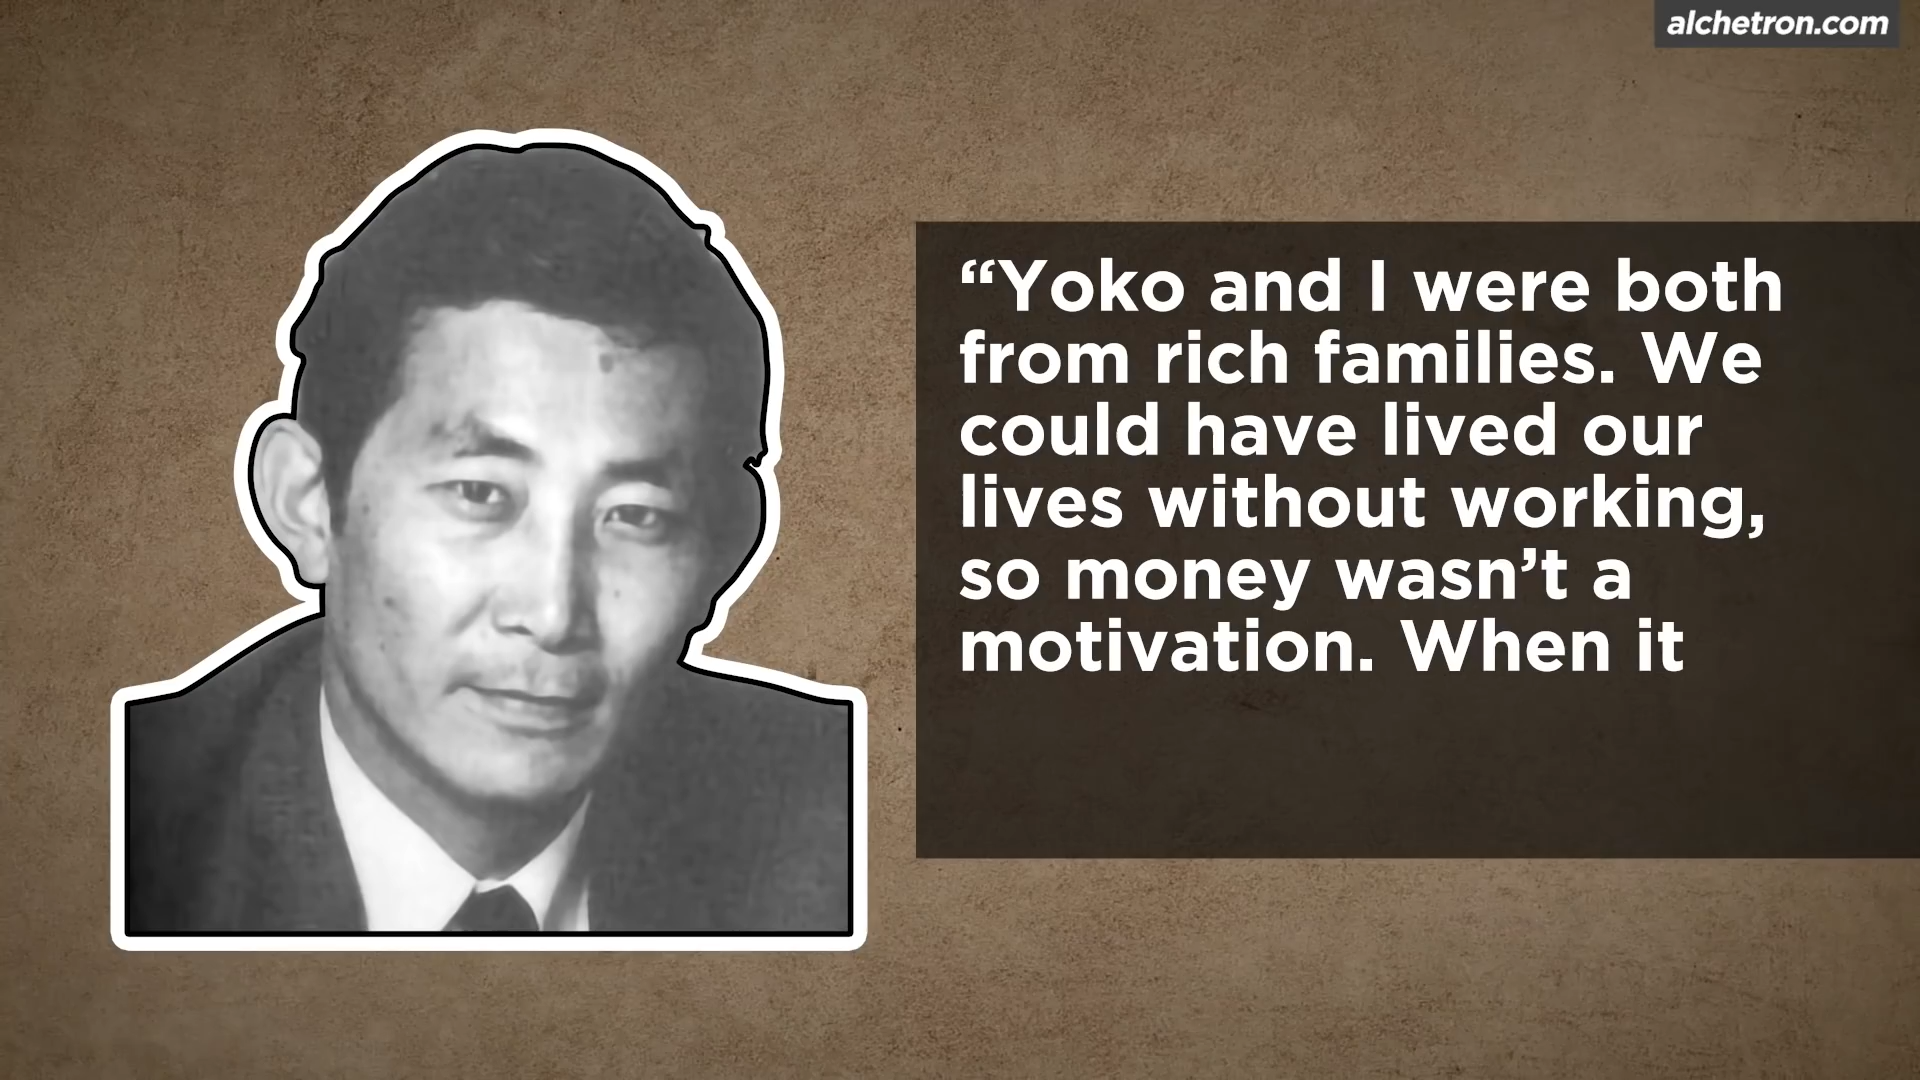 alchetron.com
“Yoko and I were both
from rich families. We
could have lived our
lives without working,
so money wasn’t a
motivation. When it